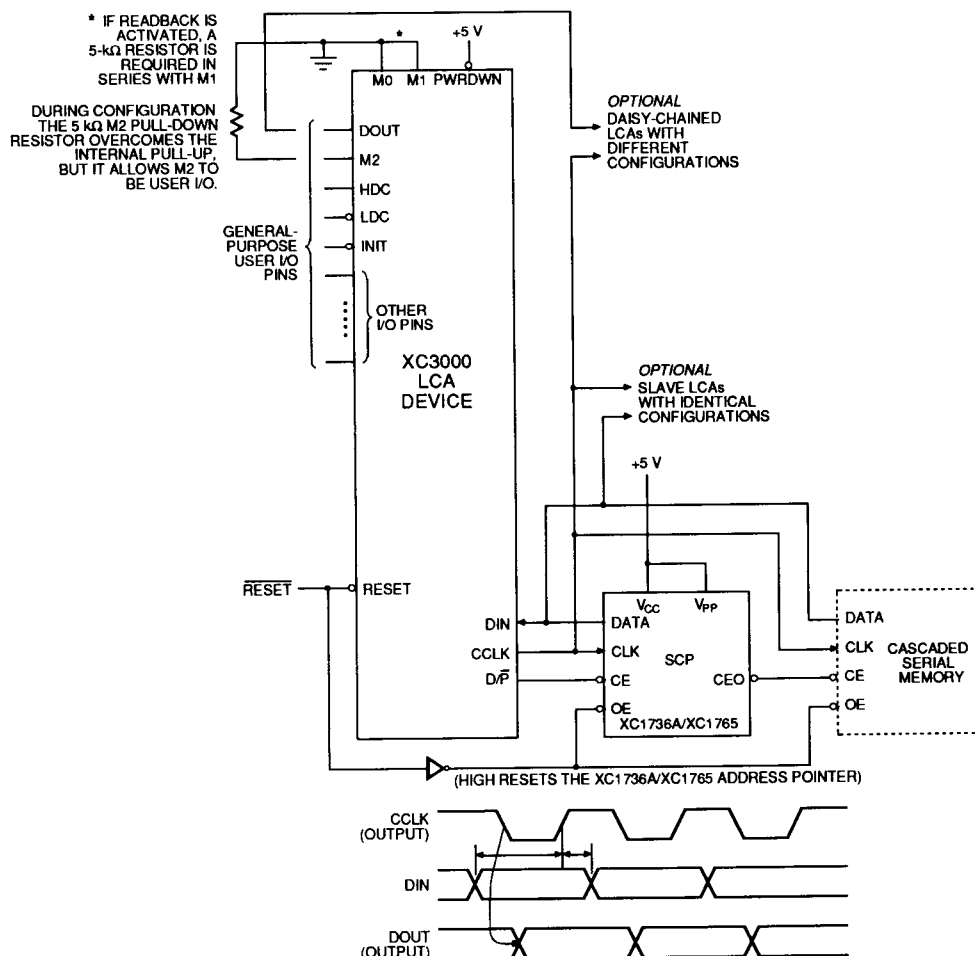 * IF READBACK IS
ACTIVATED, A
5-kΩ RESISTOR IS
REQUIRED IN
SERIES WITH M1
*
+5 V
M0 M1 PWRDWN
DURING CONFIGURATION
THE 5 kΩ M2 PULL-DOWN
RESISTOR OVERCOMES THE
INTERNAL PULL-UP,
BUT IT ALLOWS M2 TO
BE USER I/O.
OPTIONAL
DAISY-CHAINED
LCAs WITH
DIFFERENT
CONFIGURATIONS
DOUT
M2
HDC
LDC
INIT
GENERAL-
PURPOSE
USER I/O
PINS
OTHER
I/O PINS
XC3000
LCA
DEVICE
OPTIONAL
SLAVE LCAs
WITH IDENTICAL
CONFIGURATIONS
+5 V
RESET
RESET
VCC
VPP
DIN
DATA
DATA
CCLK
CLK
SCP
CLK
CASCADED
SERIAL
MEMORY
D/P
CE
CEO
CE
OE
OE
XC1736A/XC1765
(HIGH RESETS THE XC1736A/XC1765 ADDRESS POINTER)
CCLK
(OUTPUT)
DIN
DOUT
(OUTPUT)